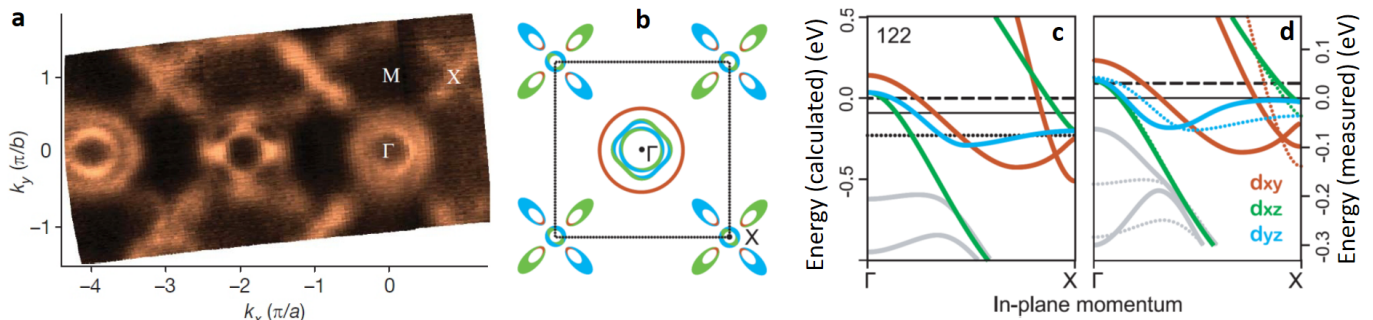 a
k_y (π/b)
1
0
−1
M
X
Γ
−4
−3
−2
−1
0
k_x (π/a)
b
Γ
X
Energy (calculated) (eV)
0.5
0.0
−0.5
122
c
d
dxy
dxz
dyz
0.1
0.0
-0.1
-0.2
-0.3
Energy (measured) (eV)
Γ
X
Γ
X
In-plane momentum